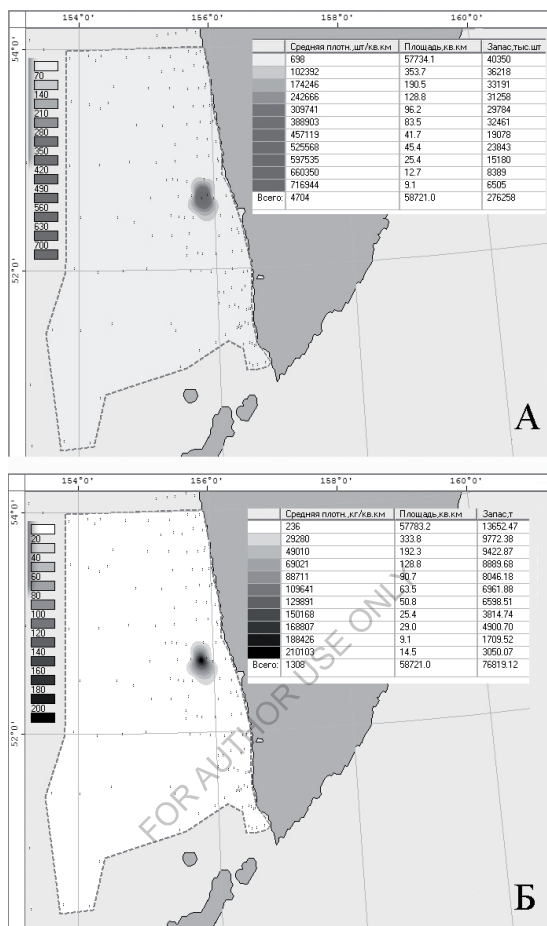 154°0' 156°0' 158°0' 160°0'
54°0'
52°0'
70
140
210
280
350
420
490
560
630
700
Средняя плотн.,шт/кв.км Площадь,кв.км Запас,тыс.шт
698 57734.1 40350
102392 353.7 36218
174246 190.5 33191
242666 128.8 31258
309741 96.2 29784
388903 83.5 32461
457119 41.7 19078
525568 45.4 23843
597535 25.4 15180
660350 12.7 8389
716944 9.1 6505
Всего: 4704 58721.0 276258
А
154°0' 156°0' 158°0' 160°0'
54°0'
52°0'
20
40
60
80
100
120
140
160
180
200
Средняя плотн.,кг/кв.км Площадь,кв.км Запас,т
236 57783.2 13652.47
29280 333.8 9772.38
49010 192.3 9422.87
69021 128.8 8889.68
88711 90.7 8046.18
109641 63.5 6961.88
129891 50.8 6598.51
150168 25.4 3814.74
168807 29.0 4900.70
188426 9.1 1709.52
210103 14.5 3050.07
Всего: 1308 58721.0 76819.12
FOR AUTHOR USE ONLY
Б